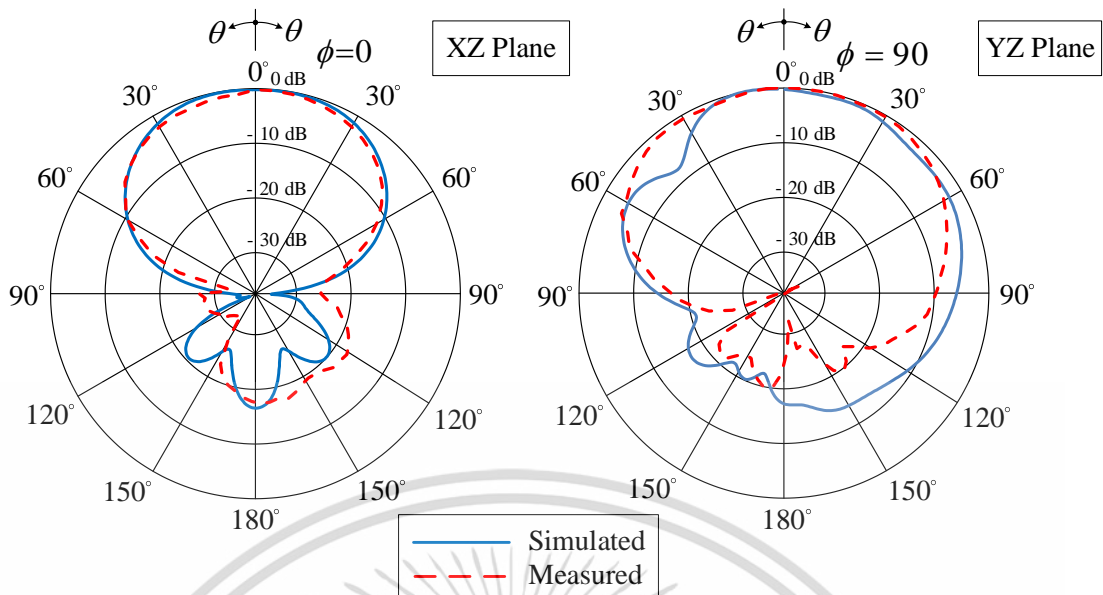 θ θ
ϕ=0
XZ Plane
0° 0 dB
30° 30°
-10 dB
60° 60°
-20 dB
-30 dB
90° 90°
120° 120°
150° 150°
180°
θ θ
ϕ = 90
YZ Plane
0° 0 dB
30° 30°
-10 dB
60° 60°
-20 dB
-30 dB
90° 90°
120° 120°
150° 150°
180°
Simulated
Measured